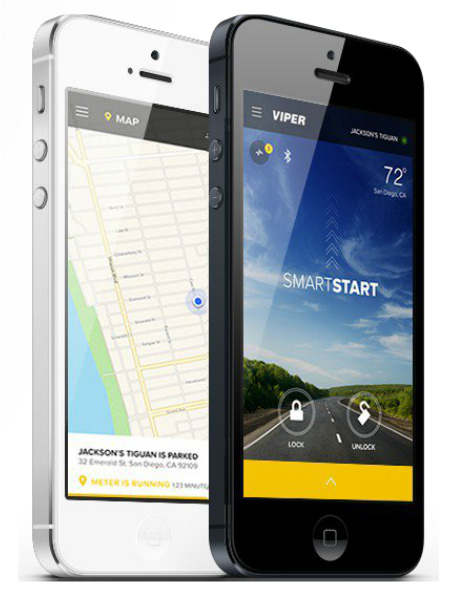 MAP
JACKSON'S TIGUAN IS PARKED
32 Emerald St. San Diego, CA 92109
METER IS RUNNING 123 MINUTE
VIPER
JACKSON'S TIGUAN
72°
San Diego, CA
SMARTSTART
LOCK
UNLOCK